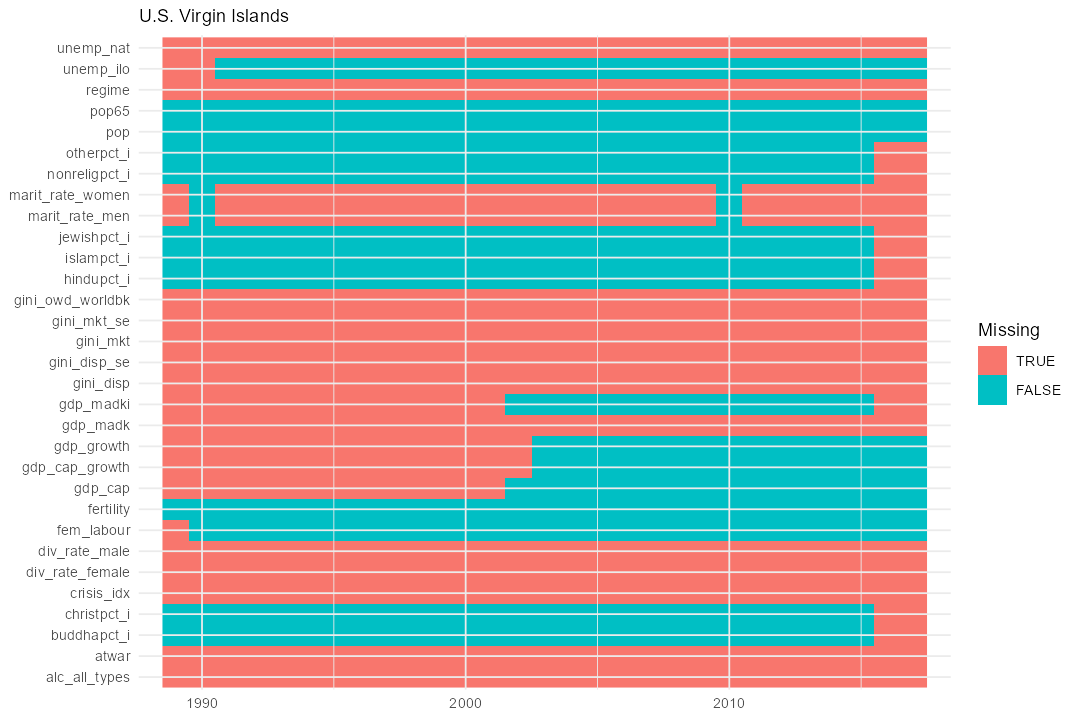 U.S. Virgin Islands
unemp_nat
unemp_ilo
regime
pop65
pop
otherpct_i
nonreligpct_i
marit_rate_women
marit_rate_men
jewishpct_i
islampct_i
hindupct_i
gini_owd_worldbk
gini_mkt_se
gini_mkt
gini_disp_se
gini_disp
gdp_madki
gdp_madk
gdp_growth
gdp_cap_growth
gdp_cap
fertility
fem_labour
div_rate_male
div_rate_female
crisis_idx
christpct_i
buddhapct_i
atwar
alc_all_types
1990 2000 2010
Missing
TRUE
FALSE